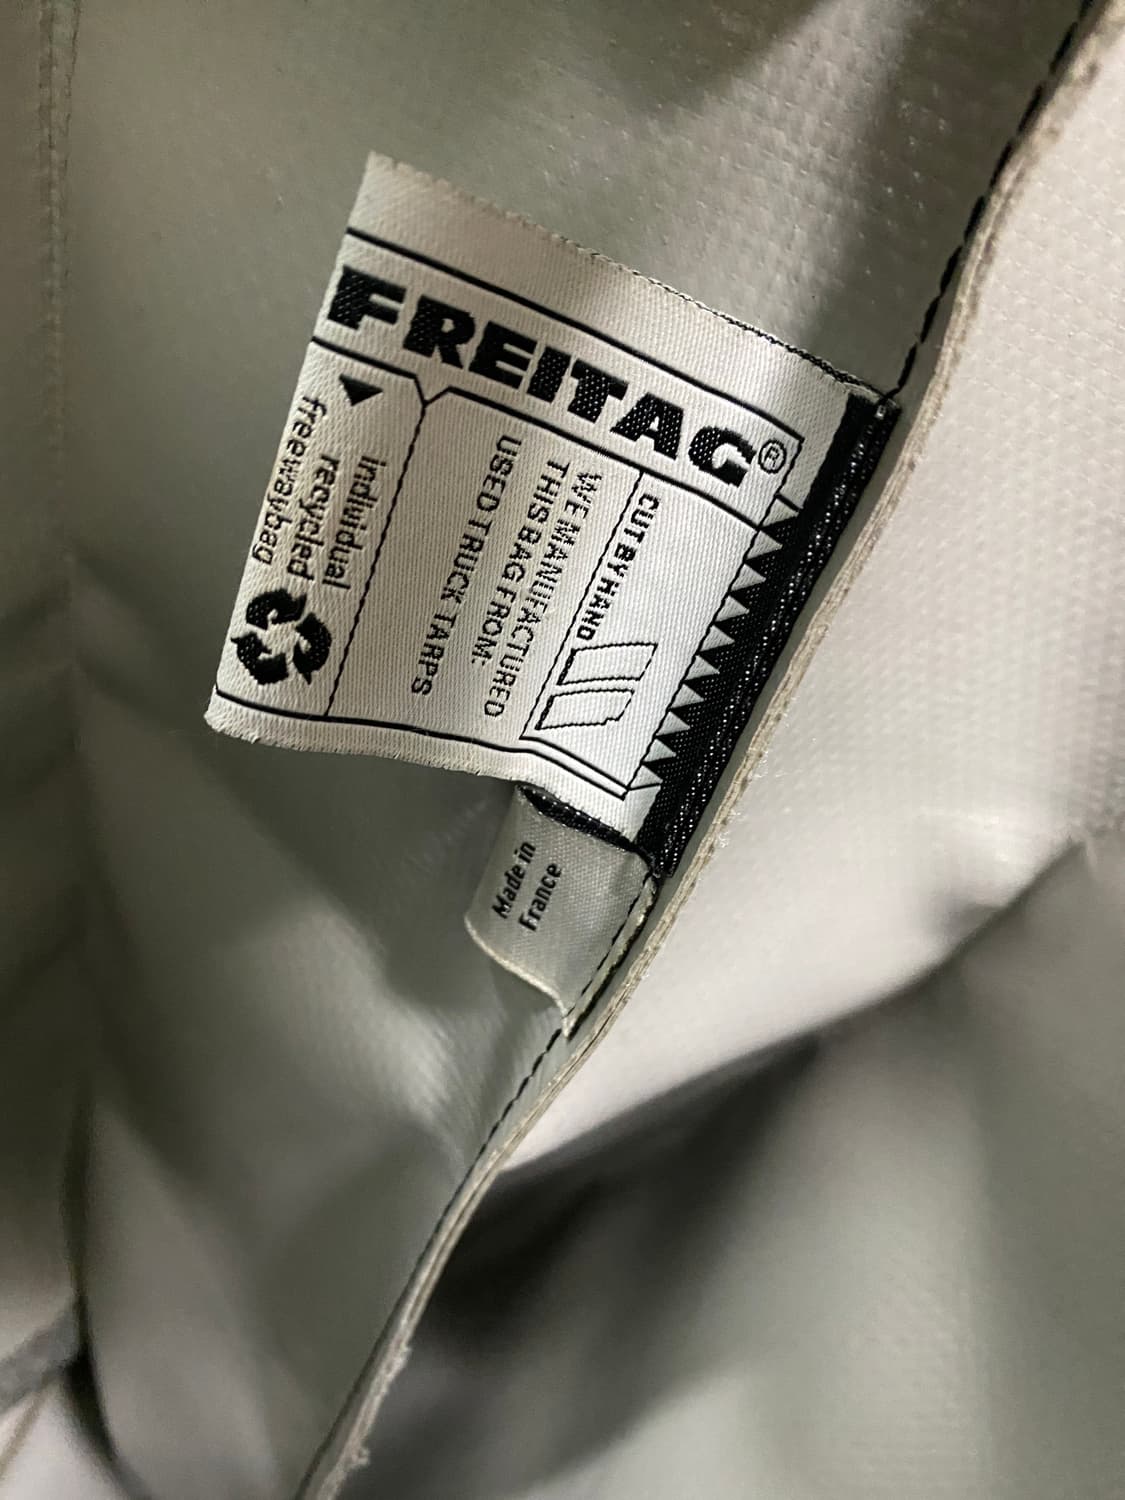 FREITAG®
individual
recycled
freewaybag
CUT BY HAND
WE MANUFACTURED
THIS BAG FROM:
USED TRUCK TARPS
Made in
France